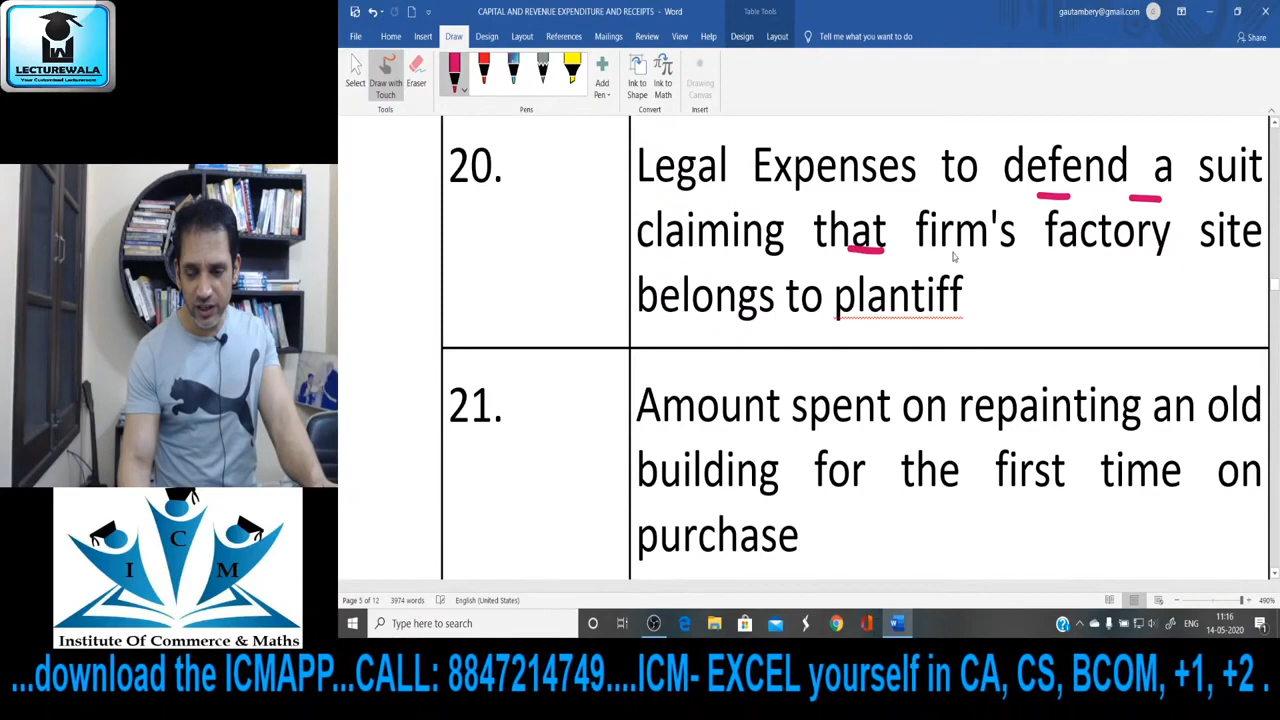 LECTUREWALA
Your Customized Lectureroom
CAPITAL AND REVENUE EXPENDITURE AND RECEIPTS - Word
Table Tools
gautambery@gmail.com
G
File Home Insert Draw Design References Mailings Review View Help Design Layout Tell me what you want to do
Share
Select
Draw with Touch
Eraser
Add Pen
Ink to Shape
Ink to Math
Drawing Canvas
Tools
Pens
Convert
Insert
20.
Legal Expenses to defend a suit
claiming that firm's factory site
belongs to plantiff
21.
Amount spent on repainting an old
building for the first time on
purchase
I C M
Institute Of Commerce & Maths
Page 5 of 12 3974 words English (United States)
490%
Type here to search
ENG
11:16
14-05-2020
...download the ICMAPP...CALL: 8847214749....ICM- EXCEL yourself in CA, CS, BCOM, +1, +2 .